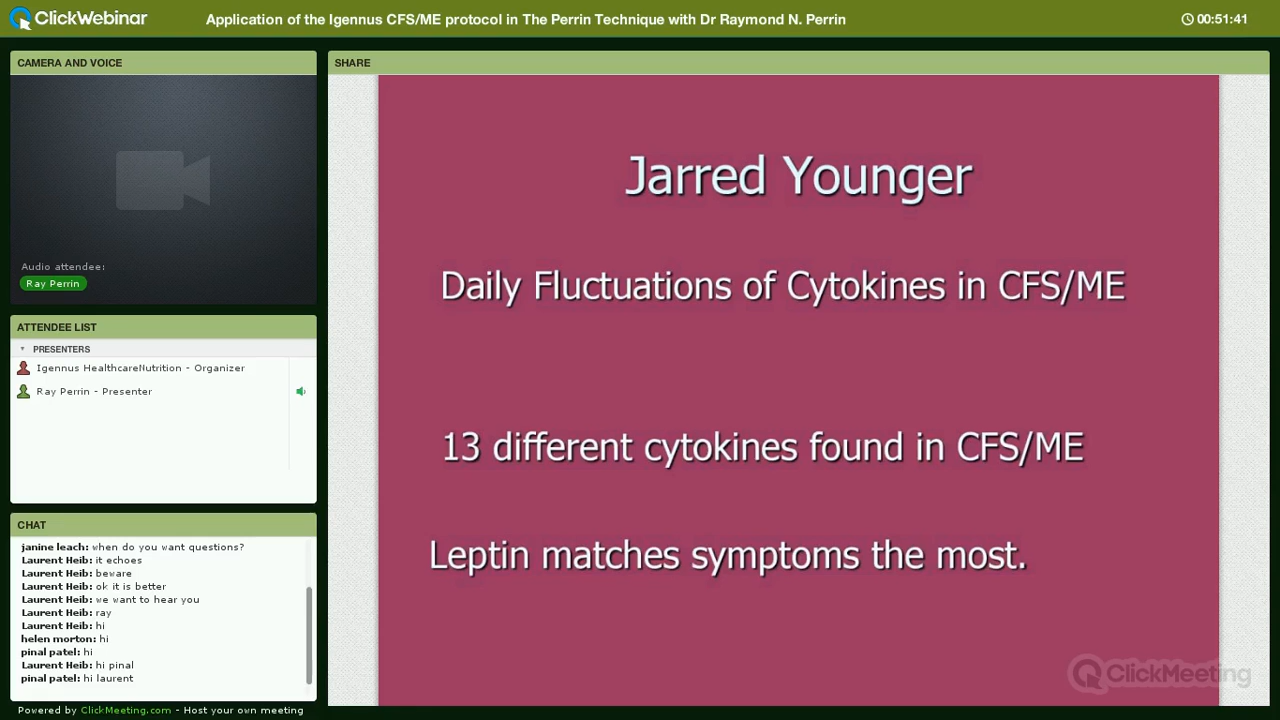 ClickWebinar
Application of the Igennus CFS/ME protocol in The Perrin Technique with Dr Raymond N. Perrin
00:51:41
CAMERA AND VOICE
Audio attendee:
Ray Perrin
ATTENDEE LIST
PRESENTERS
Igennus HealthcareNutrition - Organizer
Ray Perrin - Presenter
CHAT
janine leach: when do you want questions?
Laurent Heib: it echoes
Laurent Heib: beware
Laurent Heib: ok it is better
Laurent Heib: we want to hear you
Laurent Heib: ray
Laurent Heib: hi
helen morton: hi
pinal patel: hi
Laurent Heib: hi pinal
pinal patel: hi laurent
Powered by ClickMeeting.com - Host your own meeting
SHARE
Jarred Younger
Daily Fluctuations of Cytokines in CFS/ME
13 different cytokines found in CFS/ME
Leptin matches symptoms the most.
ClickMeeting